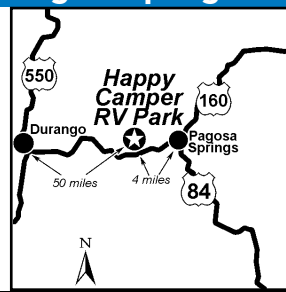 550
Happy
Camper
RV Park
160
Durango
Pagosa
Springs
50 miles
4 miles
84
N